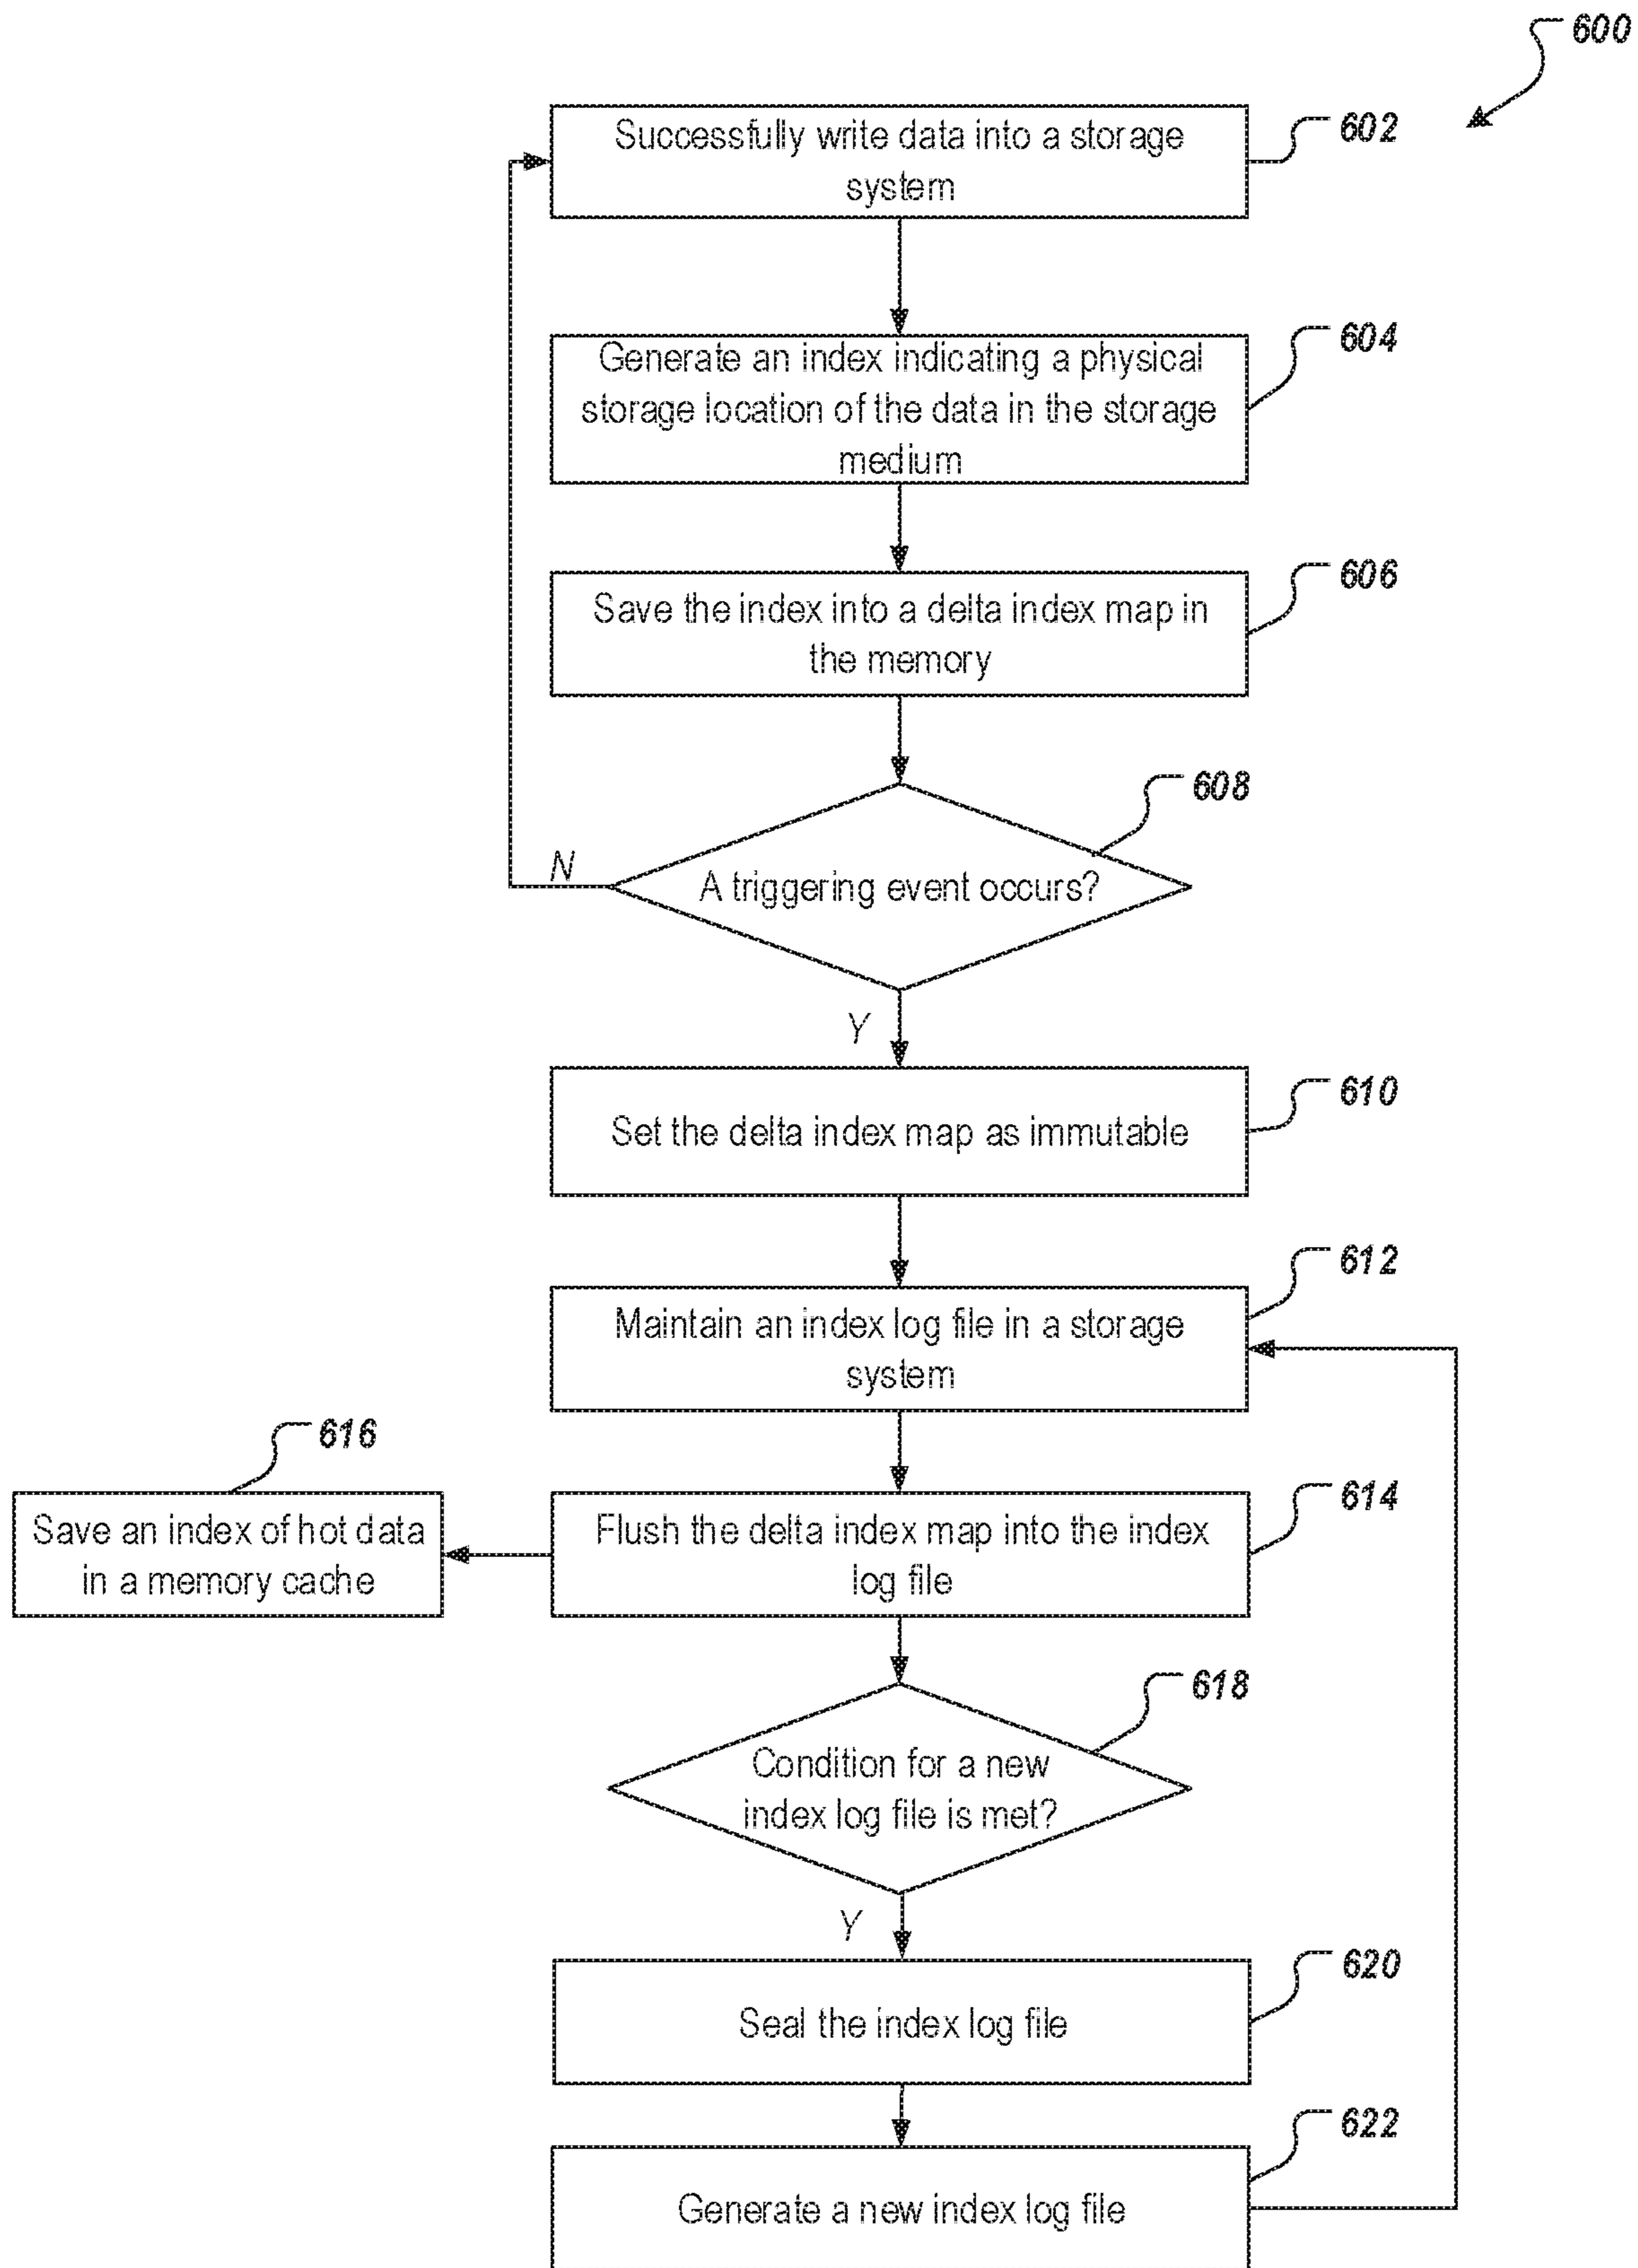 600
Successfully write data into a storage
system
602
Generate an index indicating a physical
storage location of the data in the storage
medium
604
Save the index into a delta index map in
the memory
606
A triggering event occurs?
608
N
Y
Set the delta index map as immutable
610
Maintain an index log file in a storage
system
612
Flush the delta index map into the index
log file
614
Save an index of hot data
in a memory cache
616
Condition for a new
index log file is met?
618
Y
Seal the index log file
620
Generate a new index log file
622